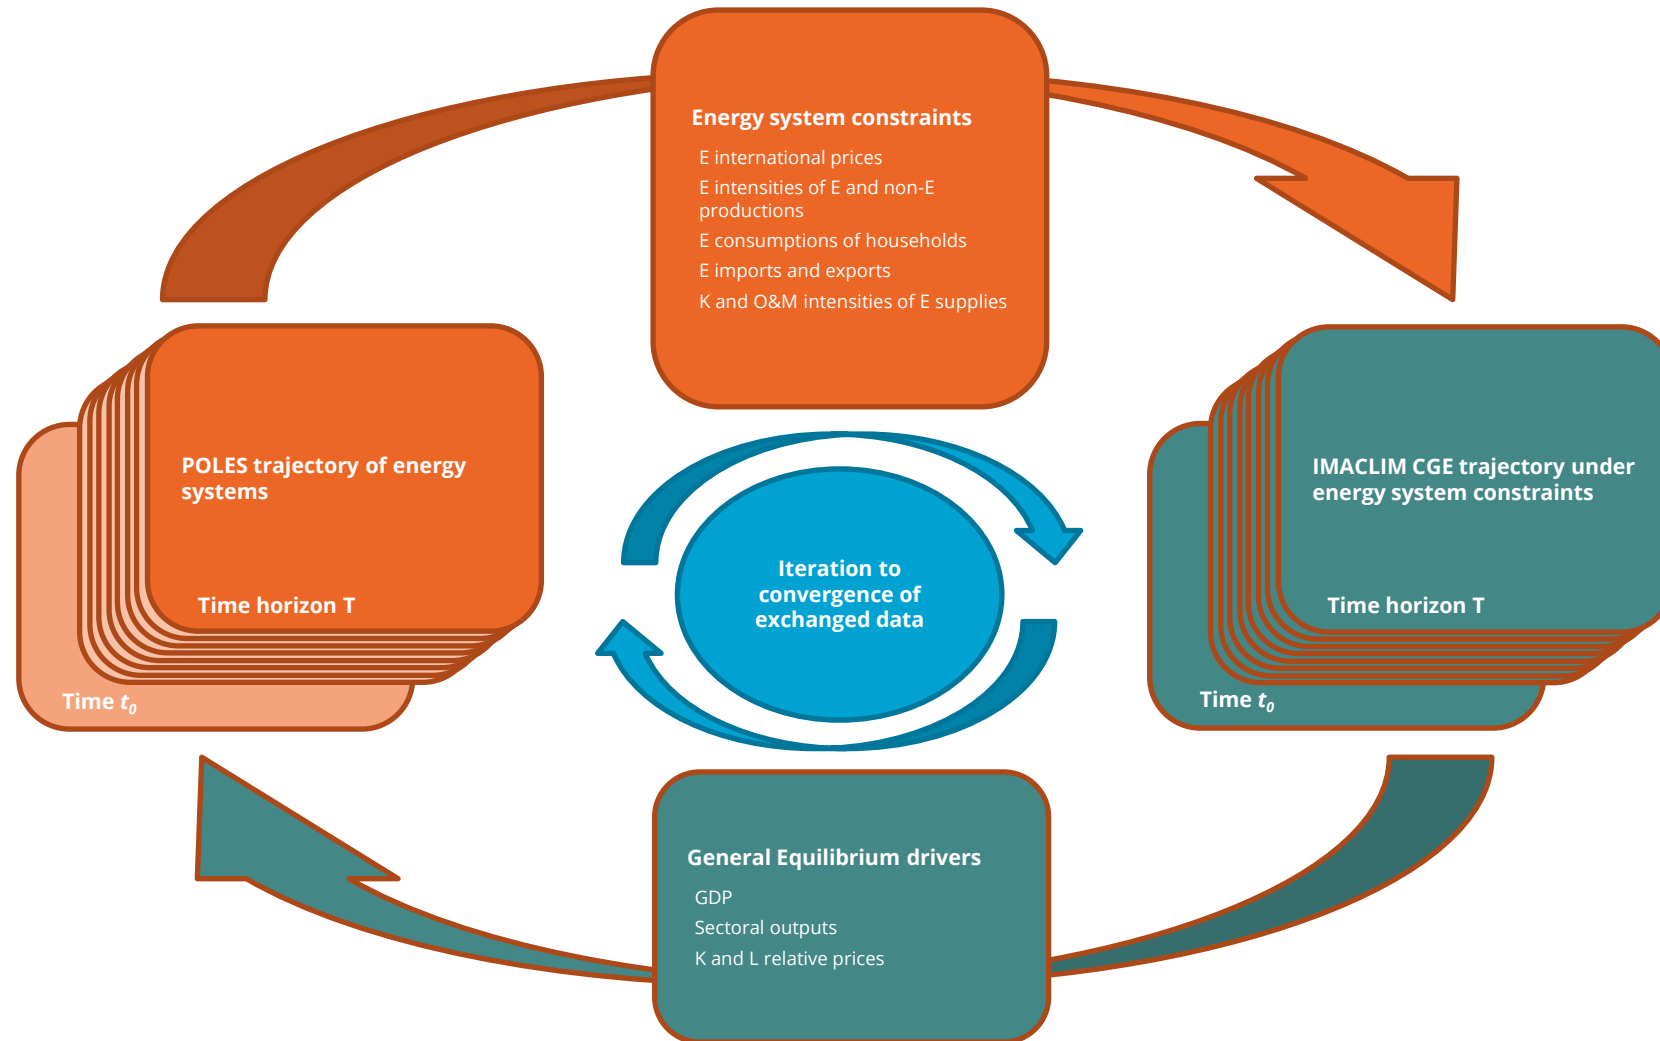 Energy system constraints
E international prices
E intensities of E and non-E
productions
E consumptions of households
E imports and exports
K and O&M intensities of E supplies
POLES trajectory of energy
systems
Time horizon T
Time t0
Iteration to
convergence of
exchanged data
IMACLIM CGE trajectory under
energy system constraints
Time horizon T
Time t0
General Equilibrium drivers
GDP
Sectoral outputs
K and L relative prices